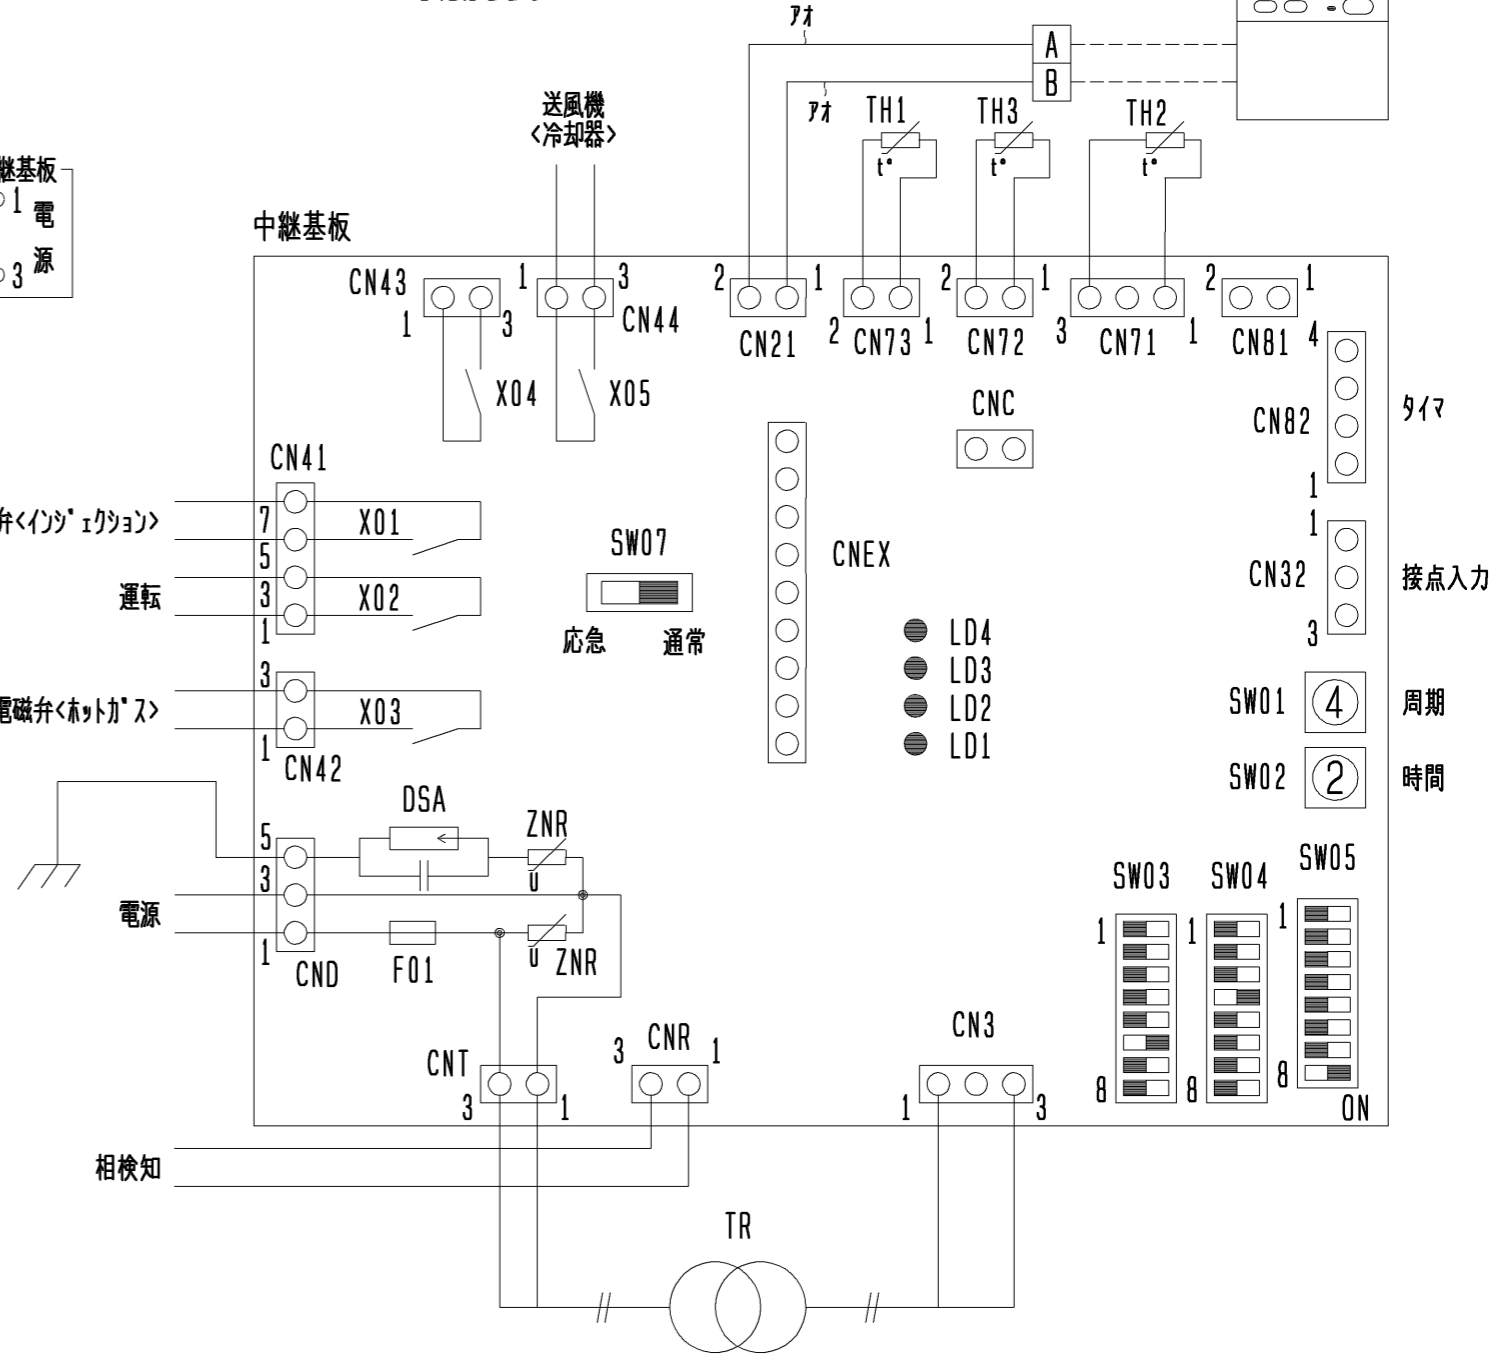 アオ
A
B
アオ
TH1
TH3
TH2
t°
t°
t°
送風機
<冷却器>
継基板
1 電
源
3
中継基板
CN43
1
3
1
3
CN44
2
1
CN21
2
CN73
1
2
1
CN72
3
CN71
1
2
1
CN81
4
CN82
1
タイマ
X04
X05
CNC
CN41
弁<インジェクション>
7
X01
5
運転
3
X02
1
SW07
応急
通常
CNEX
1
CN32
3
接点入力
LD4
LD3
LD2
LD1
電磁弁<ホットガス>
3
X03
1
CN42
SW01
4
周期
SW02
2
時間
DSA
ZNR
U
5
3
電源
1
CND
F01
U
ZNR
SW03
1
8
SW04
1
8
SW05
1
8
ON
CNT
3
1
3
CNR
1
CN3
1
3
相検知
TR